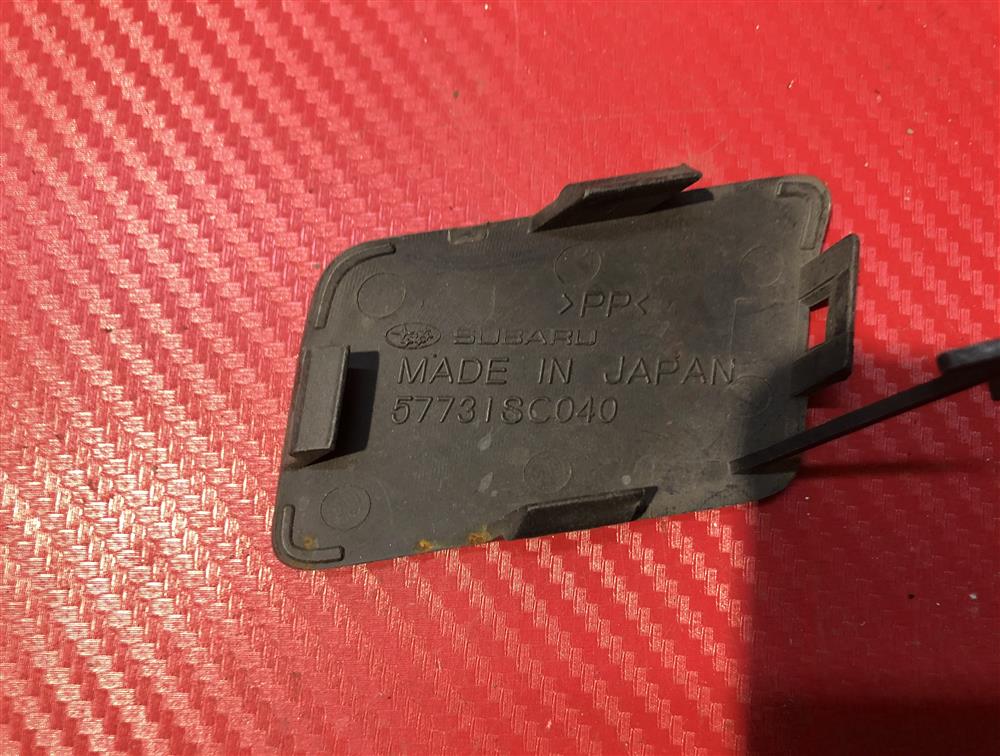 >PP<
SUBARU
MADE IN JAPAN
57731SC040